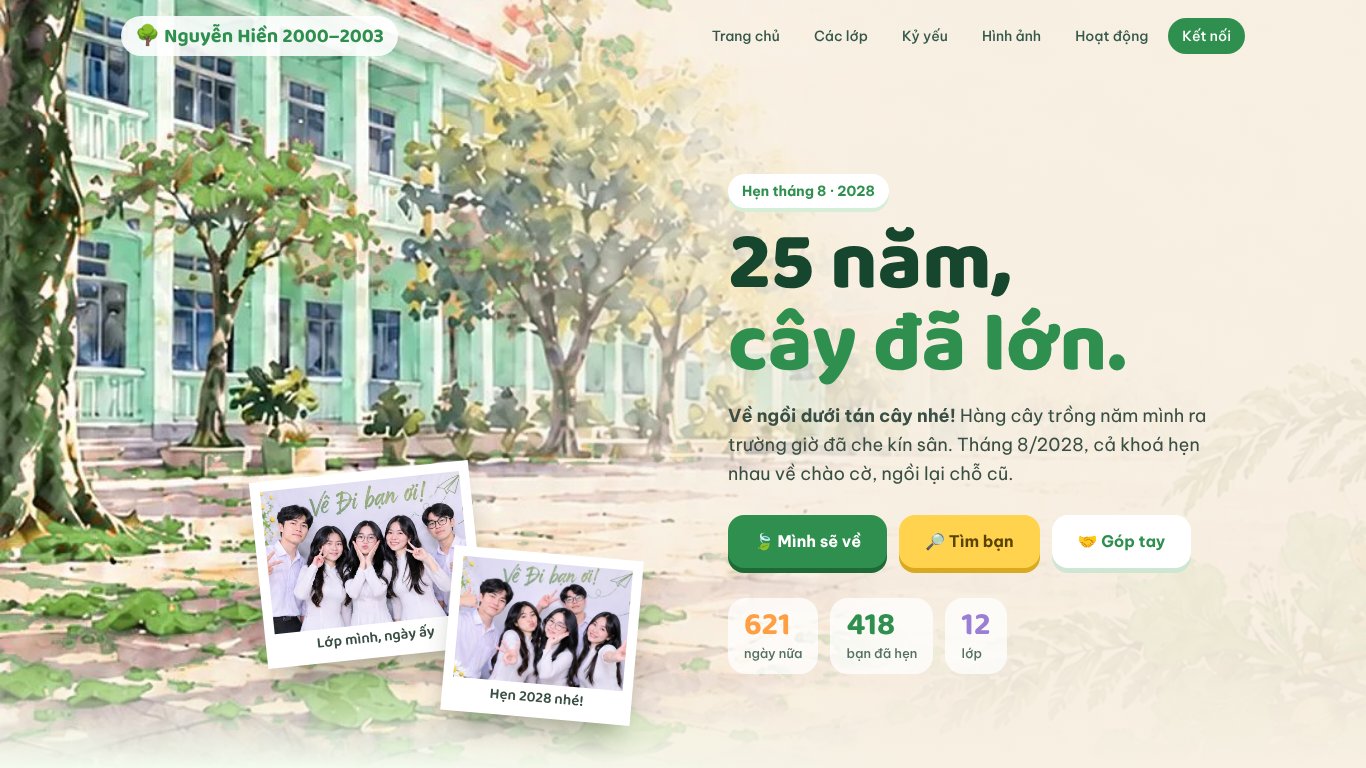 🌳 Nguyễn Hiền 2000–2003
Trang chủ
Các lớp
Kỷ yếu
Hình ảnh
Hoạt động
Kết nối
Hẹn tháng 8 · 2028
25 năm,
cây đã lớn.
Về ngồi dưới tán cây nhé! Hàng cây trồng năm mình ra
trường giờ đã che kín sân. Tháng 8/2028, cả khoá hẹn
nhau về chào cờ, ngồi lại chỗ cũ.
🍃 Mình sẽ về
🔎 Tìm bạn
🤝 Góp tay
621
ngày nữa
418
bạn đã hẹn
12
lớp
Về Đi bạn ơi!
Lớp mình, ngày ấy
Về Đi bạn ơi!
Hẹn 2028 nhé!